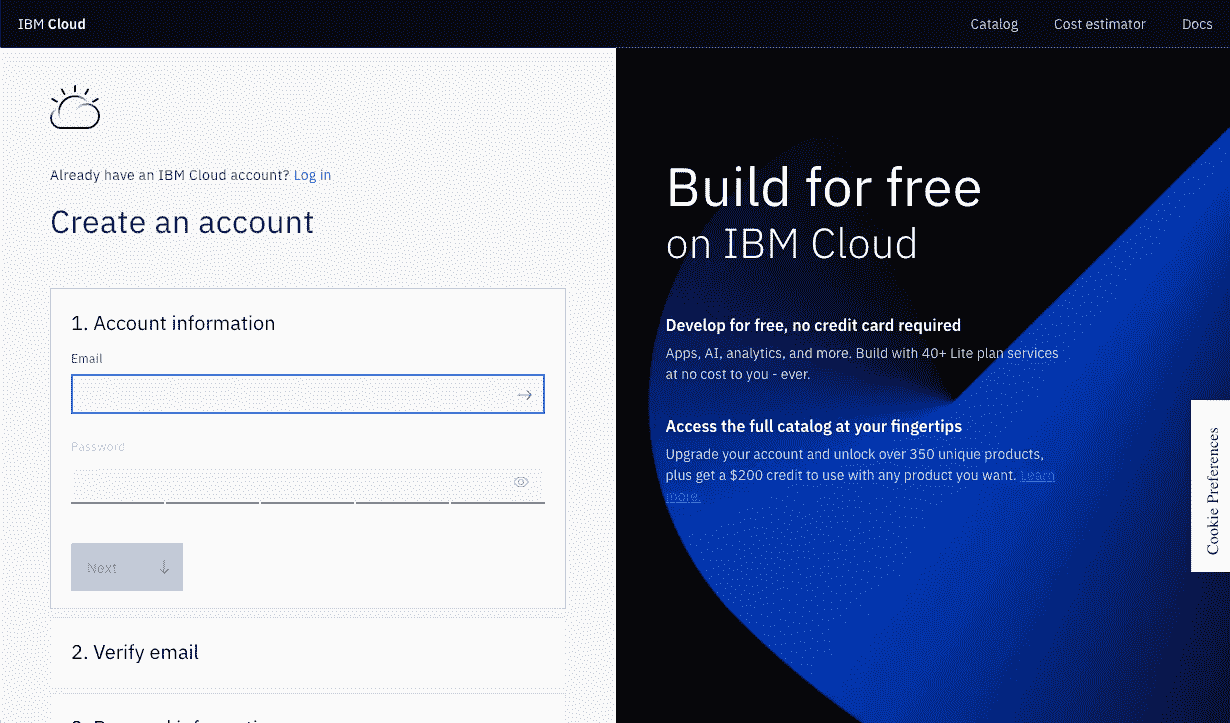 IBM Cloud
Catalog
Cost estimator
Docs
Already have an IBM Cloud account? Log in
Create an account
1. Account information
Email
Password
Next
2. Verify email
3. Personal information
Build for free
on IBM Cloud
Develop for free, no credit card required
Apps, AI, analytics, and more. Build with 40+ Lite plan services
at no cost to you - ever.
Access the full catalog at your fingertips
Upgrade your account and unlock over 350 unique products,
plus get a $200 credit to use with any product you want. Learn
more.
Cookie Preferences